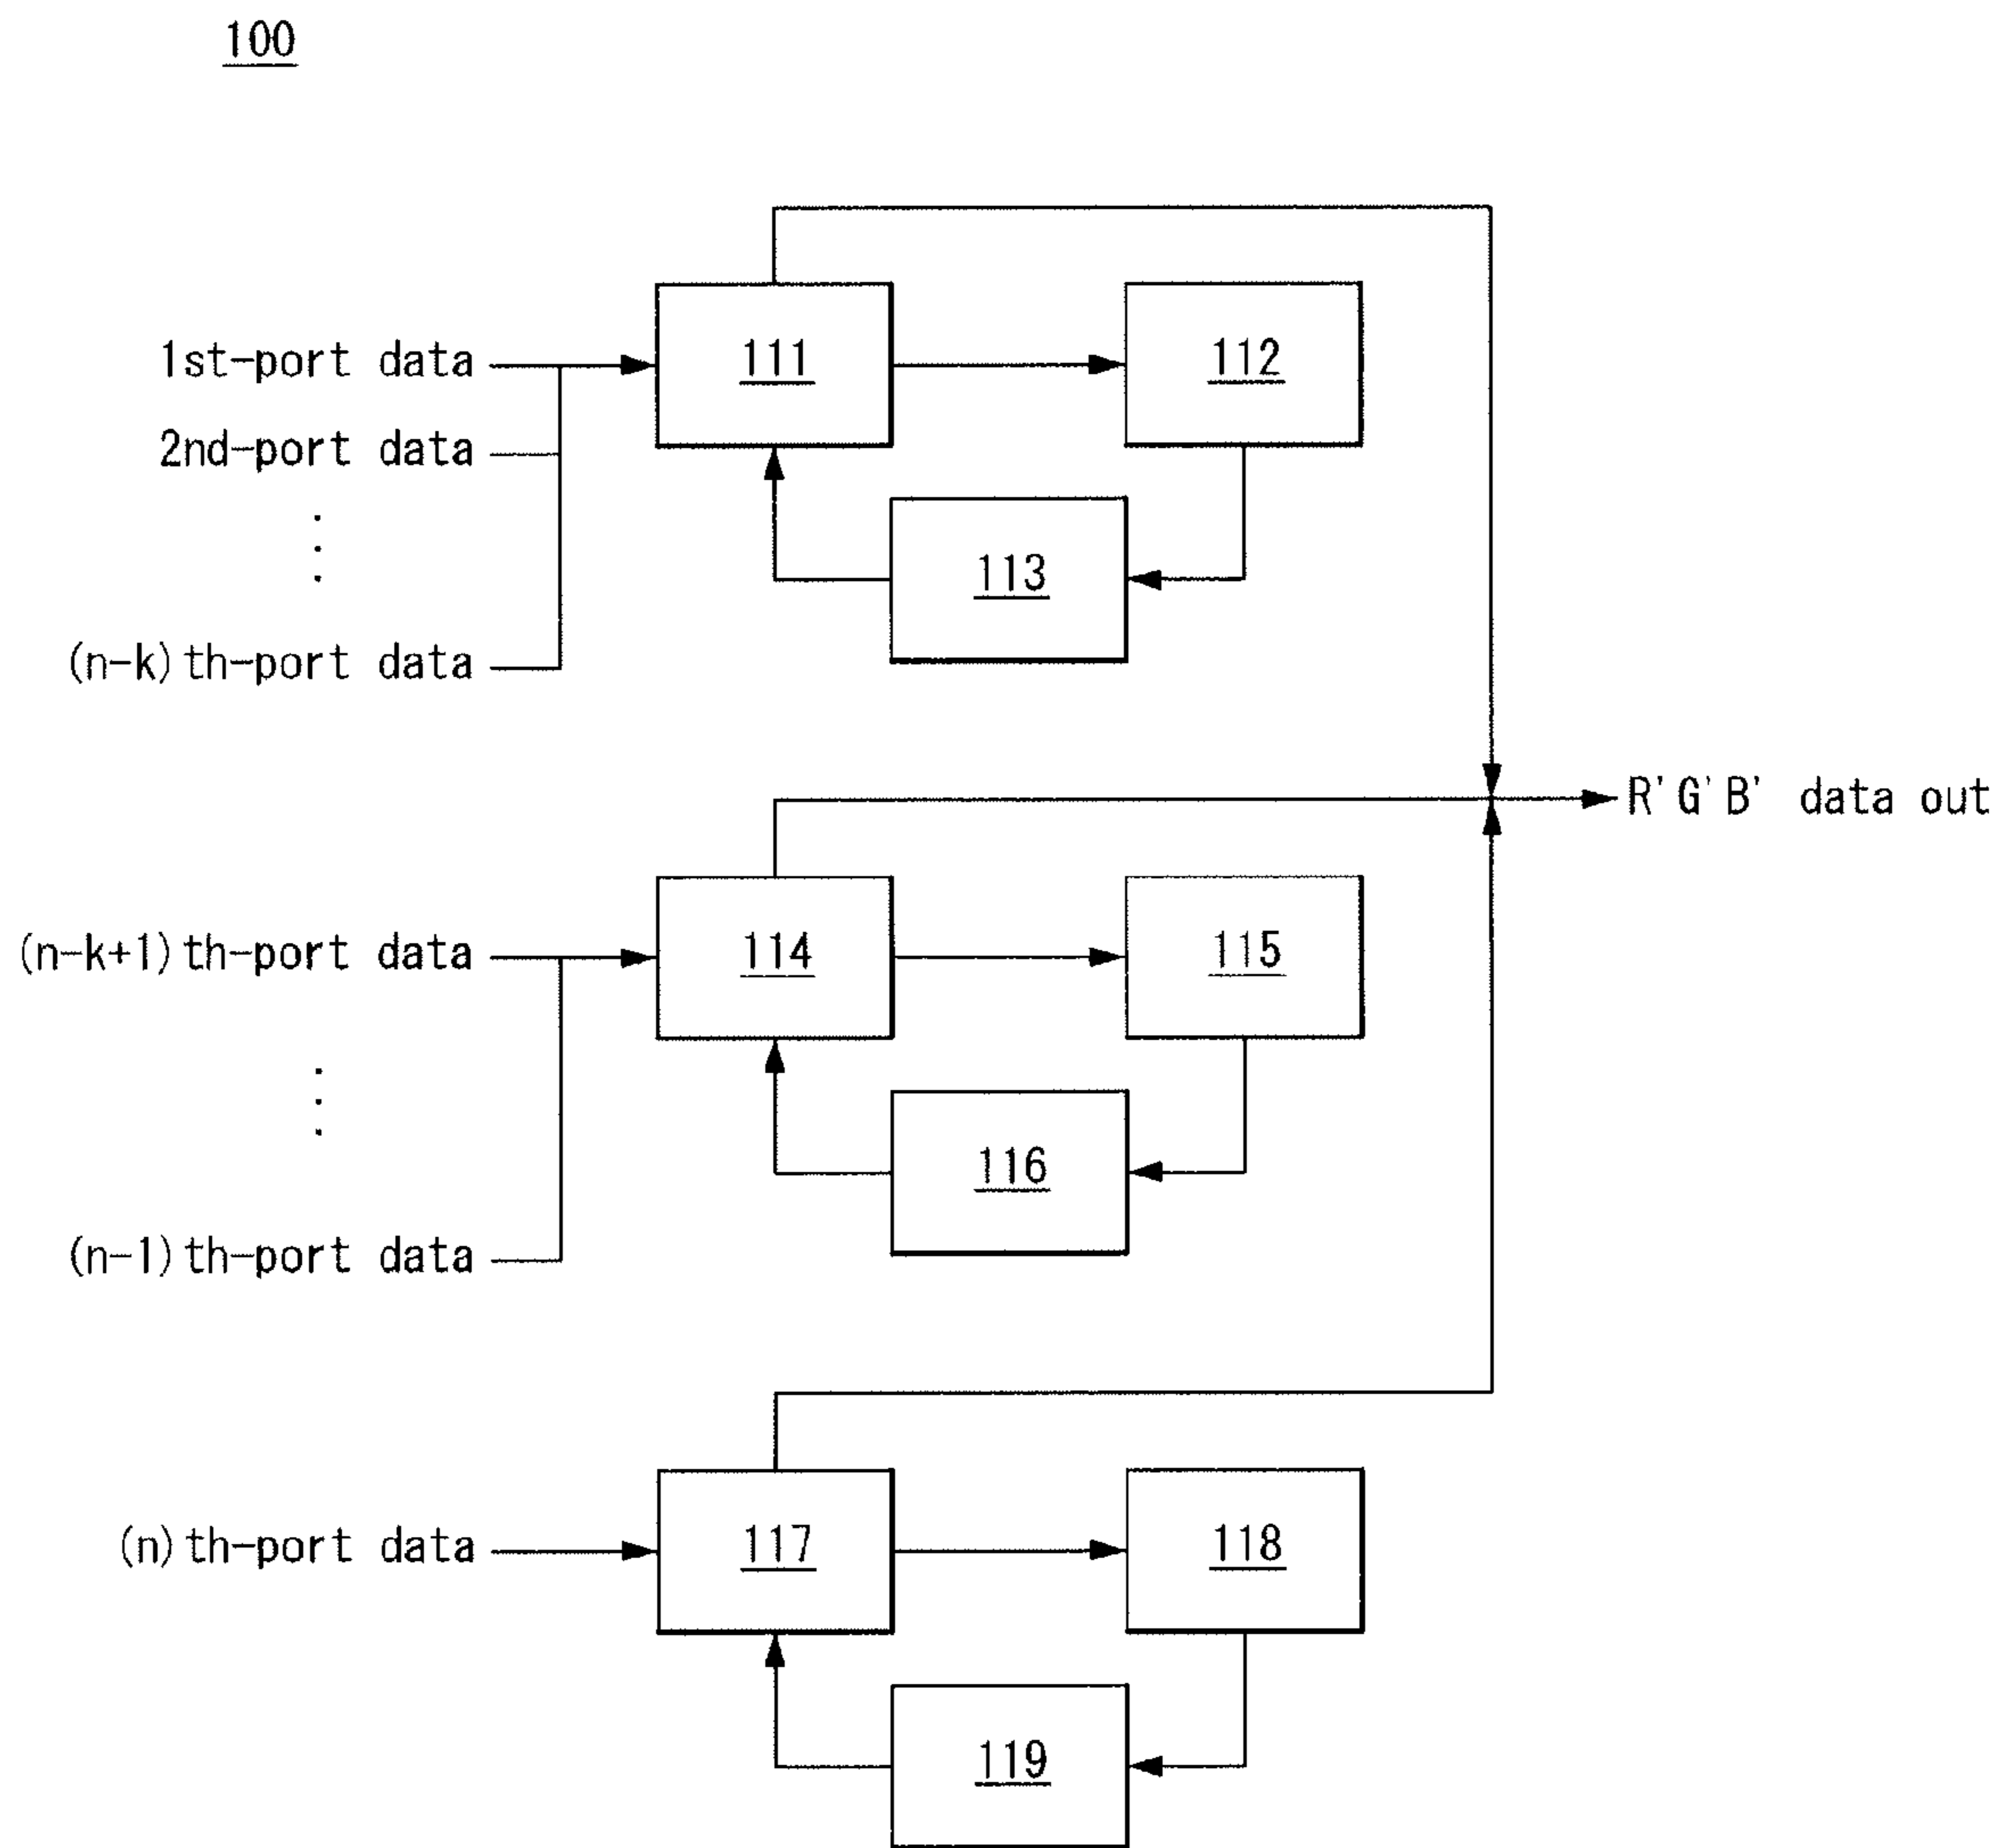 100
1st-port data
111
112
2nd-port data
113
(n-k)th-port data
R'G'B' data out
(n-k+1)th-port data
114
115
116
(n-1)th-port data
(n)th-port data
117
118
119